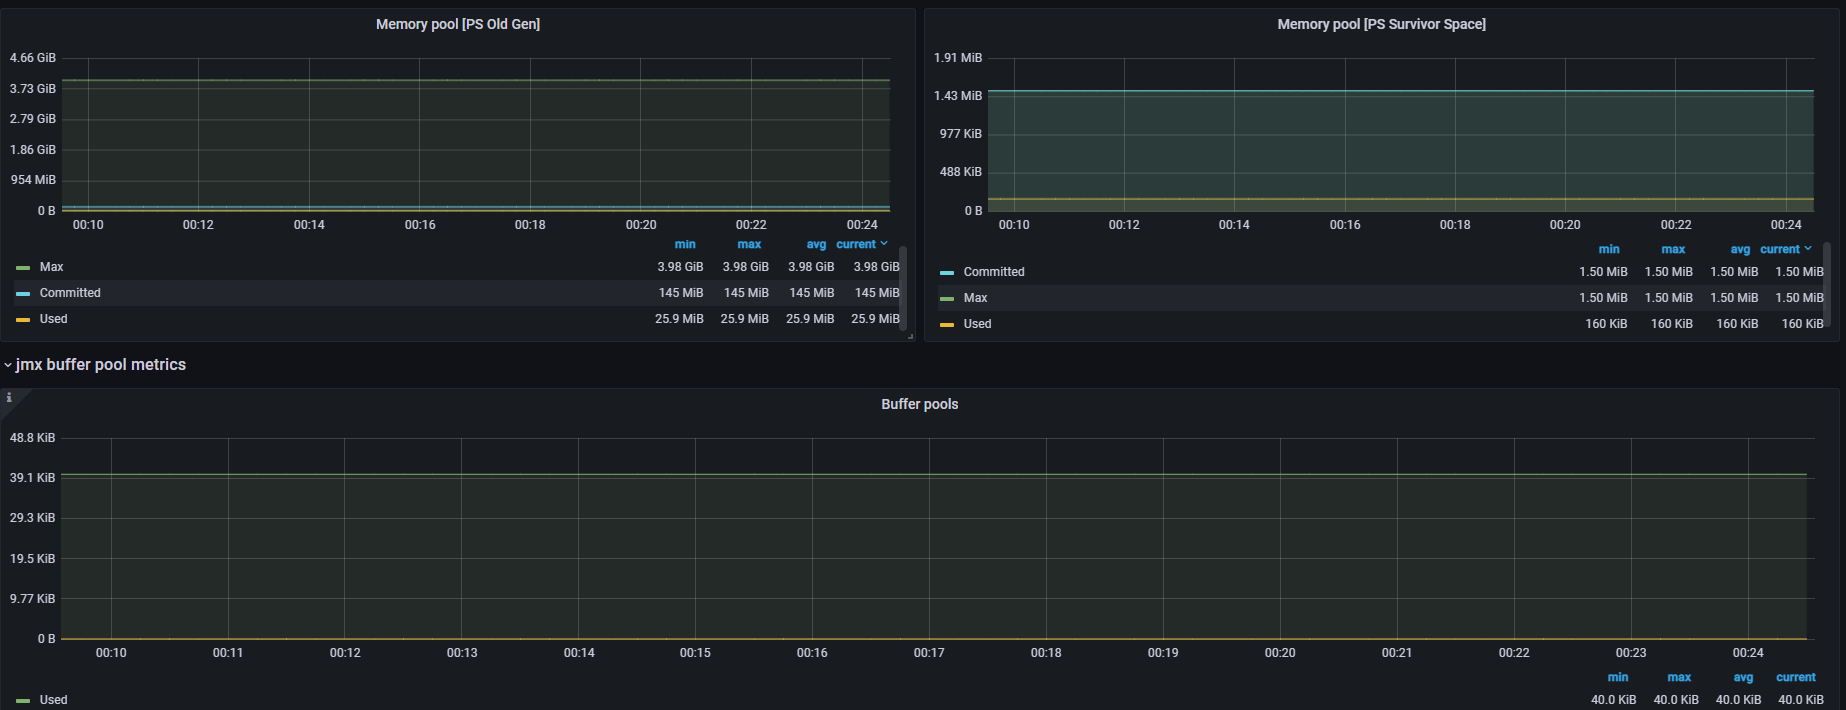 Memory pool [PS Old Gen]
4.66 GiB
3.73 GiB
2.79 GiB
1.86 GiB
954 MiB
0 B
00:10 00:12 00:14 00:16 00:18 00:20 00:22 00:24
min max avg current
Max 3.98 GiB 3.98 GiB 3.98 GiB 3.98 GiB
Committed 145 MiB 145 MiB 145 MiB 145 MiB
Used 25.9 MiB 25.9 MiB 25.9 MiB 25.9 MiB
Memory pool [PS Survivor Space]
1.91 MiB
1.43 MiB
977 KiB
488 KiB
0 B
00:10 00:12 00:14 00:16 00:18 00:20 00:22 00:24
min max avg current
Committed 1.50 MiB 1.50 MiB 1.50 MiB 1.50 MiB
Max 1.50 MiB 1.50 MiB 1.50 MiB 1.50 MiB
Used 160 KiB 160 KiB 160 KiB 160 KiB
jmx buffer pool metrics
i
Buffer pools
48.8 KiB
39.1 KiB
29.3 KiB
19.5 KiB
9.77 KiB
0 B
00:10 00:11 00:12 00:13 00:14 00:15 00:16 00:17 00:18 00:19 00:20 00:21 00:22 00:23 00:24
min max avg current
Used 40.0 KiB 40.0 KiB 40.0 KiB 40.0 KiB